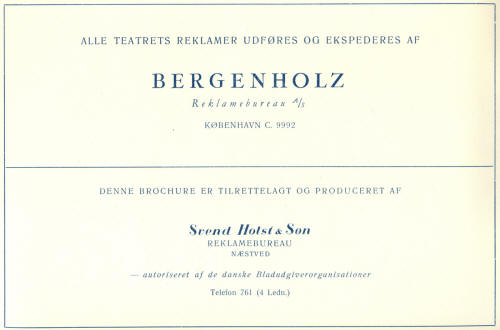 ALLE TEATRETS REKLAMER UDFØRES OG EKSPEDERES AF
BERGENHOLZ
Reklamebureau A/S
KØBENHAVN C. 9992
DENNE BROCHURE ER TILRETTELAGT OG PRODUCERET AF
Svend Holst & Søn
REKLAMEBUREAU
NÆSTVED
— autoriseret af de danske Bladudgiverorganisationer
Telefon 761 (4 Ledn.)